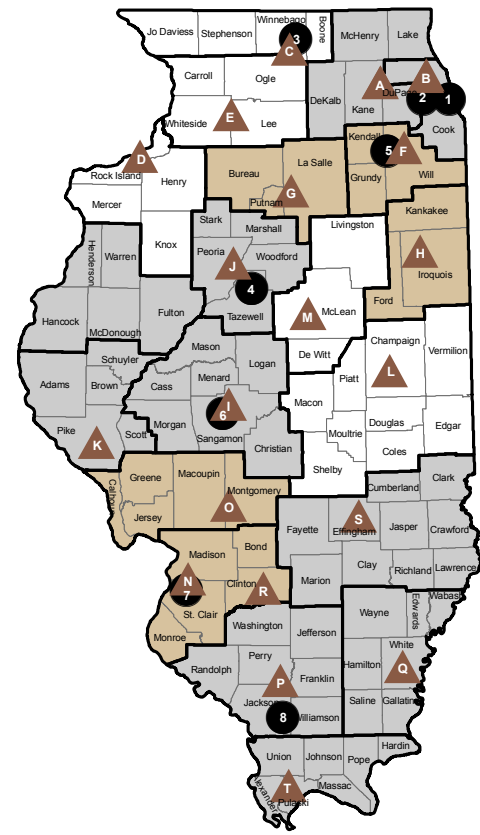 Jo Daviess
Stephenson
Winnebago
Boone
McHenry
Lake
3
C
Carroll
Ogle
DeKalb
Kane
A
DuPage
B
2
1
Cook
Whiteside
E
Lee
D
Rock Island
Henry
Mercer
Knox
Bureau
La Salle
Putnam
G
Kendall
5
F
Grundy
Will
Kankakee
H
Iroquois
Ford
Stark
Marshall
Peoria
J
Woodford
4
Tazewell
Livingston
M
McLean
De Witt
Henderson
Warren
Hancock
McDonough
Fulton
Schuyler
Adams
Brown
Pike
K
Scott
Mason
Logan
Menard
Cass
Morgan
6
I
Sangamon
Christian
Champaign
Vermilion
L
Piatt
Macon
Douglas
Moultrie
Edgar
Coles
Shelby
Calhoun
Greene
Macoupin
Montgomery
Jersey
O
Cumberland
Clark
Fayette
S
Effingham
Jasper
Crawford
Clay
Richland
Lawrence
Marion
Madison
Bond
N
7
Clinton
R
St. Clair
Monroe
Washington
Jefferson
Perry
Randolph
P
Franklin
Jackson
8
Williamson
Wayne
Edwards
Wabash
White
Hamilton
Q
Saline
Gallatin
Union
Johnson
Pope
Hardin
Alexander
T
Pulaski
Massac